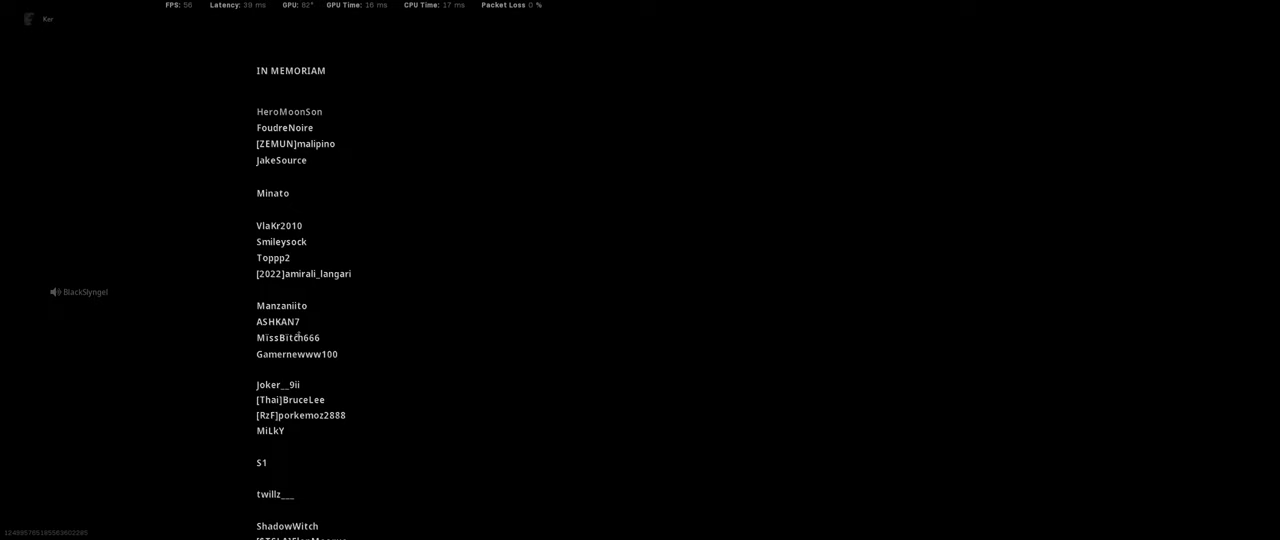 FPS: 56 Latency: 39 ms GPU: 82° GPU Time: 16 ms CPU Time: 17 ms Packet Loss 0 %
Ker
IN MEMORIAM
HeroMoonSon
FoudreNoire
[ZEMUN]malipino
JakeSource
Minato
VlaKr2010
Smileysock
Toppp2
[2022]amirali_langari
BlackSlyngel
Manzaniito
ASHKAN7
MïssBïtch666
Gamernewww100
Joker__9ii
[Thai]BruceLee
[RzF]porkemoz2888
MiLkY
S1
twillz___
ShadowWitch